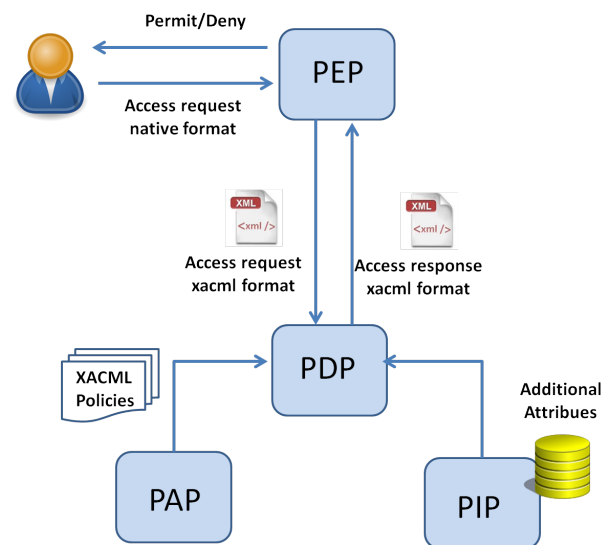 Permit/Deny
PEP
Access request
native format
XML
<xml />
XML
<xml />
Access request
xacml format
Access response
xacml format
PDP
XACML
Policies
Additional
Attribues
PAP
PIP